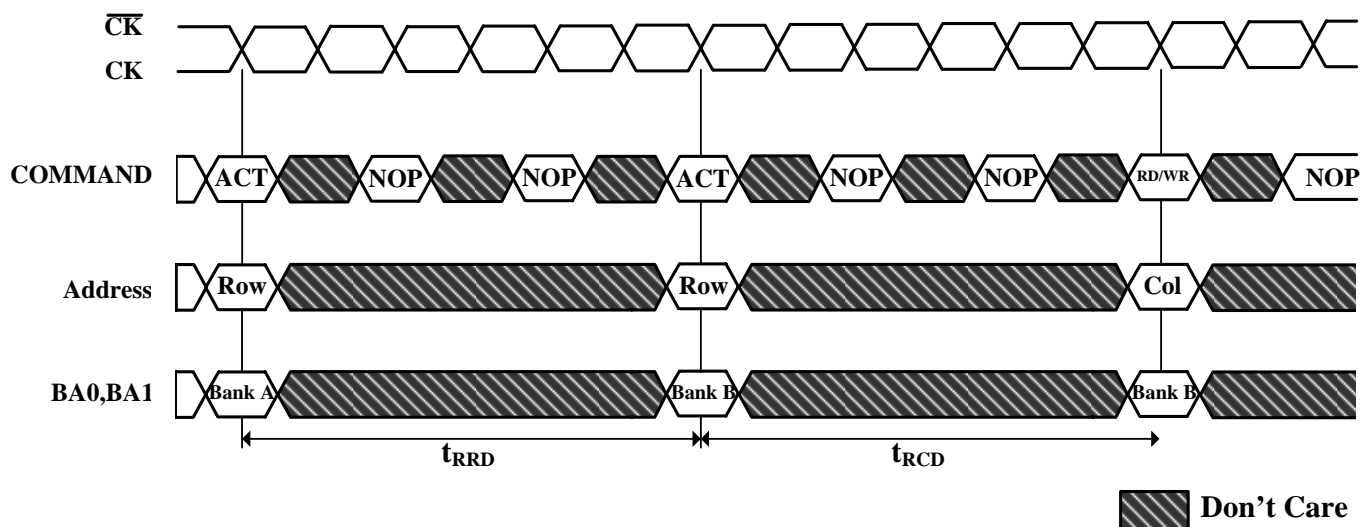 C̅K̅
CK
COMMAND ACT NOP NOP ACT NOP NOP RD/WR NOP
Address Row Row Col
BA0,BA1 Bank A Bank B Bank B
tRRD tRCD
Don't Care